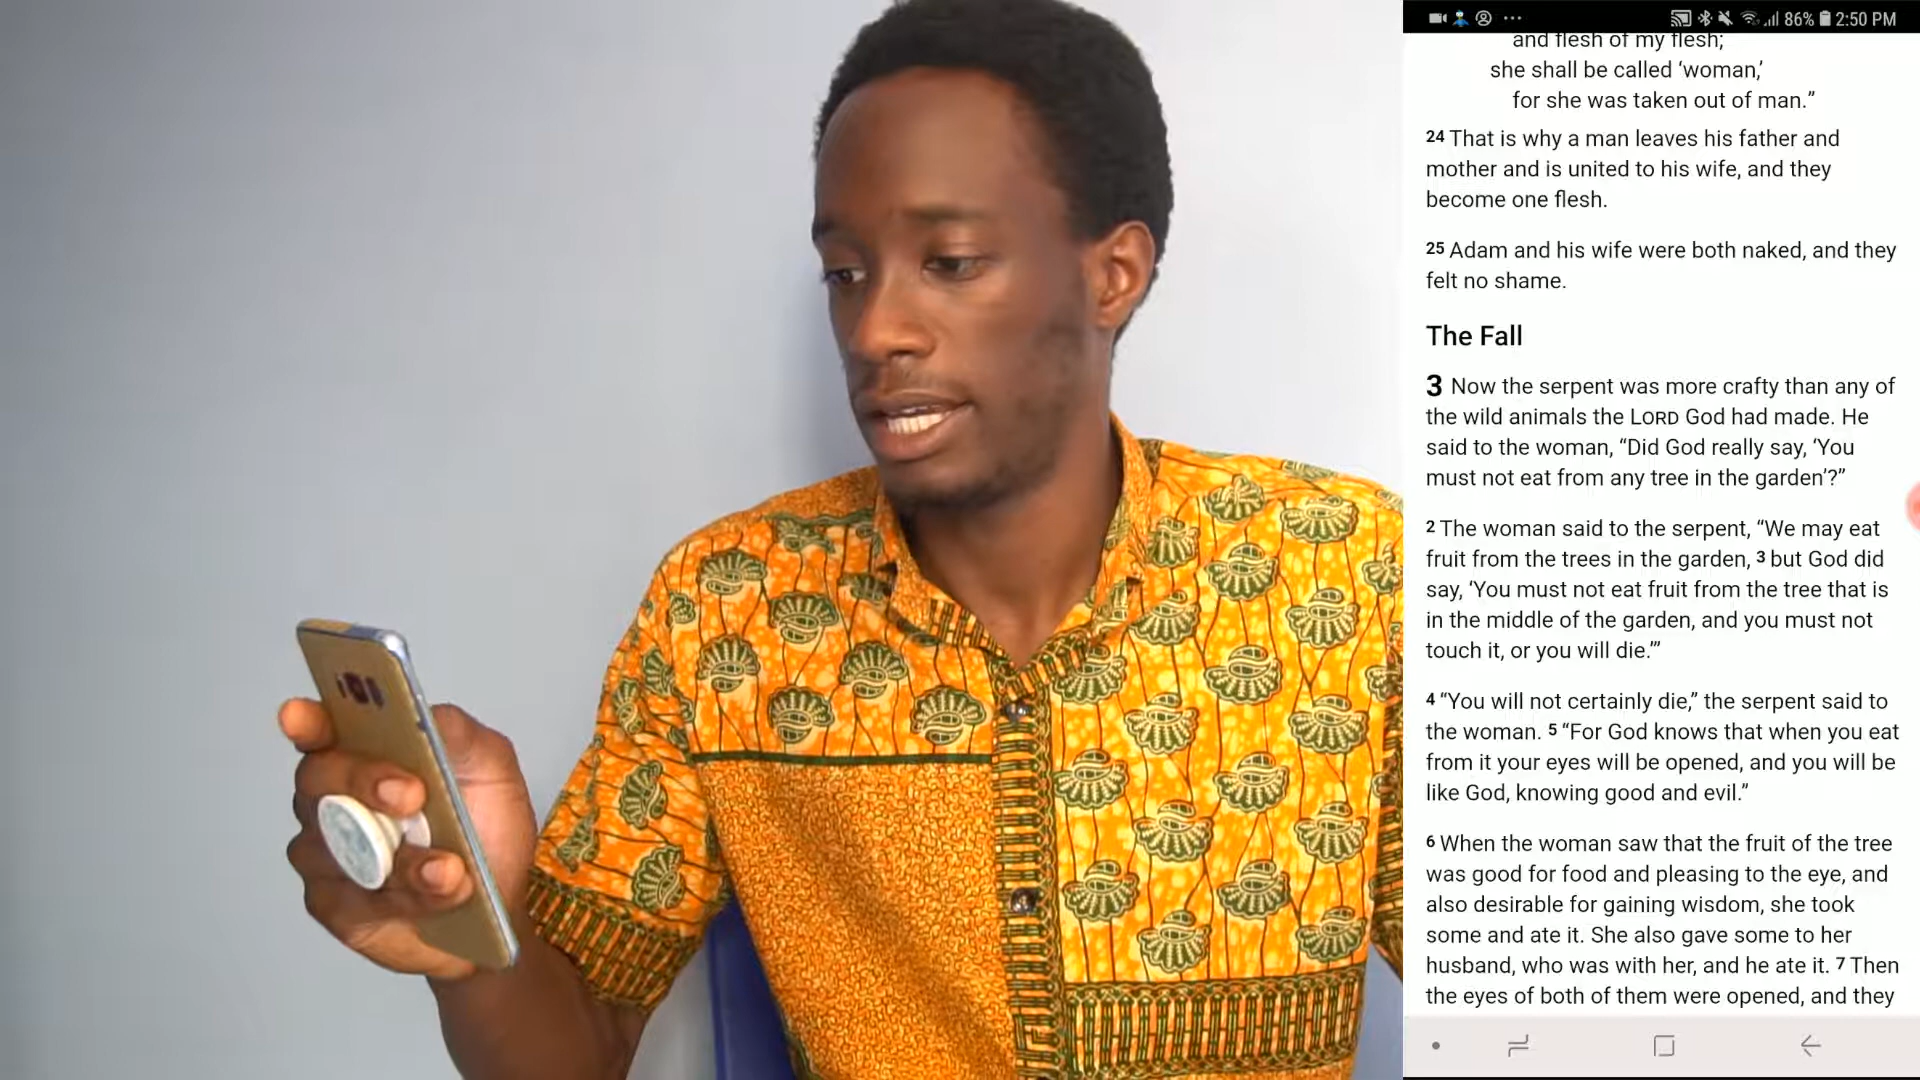 86% 2:50 PM
and flesh of my flesh;
she shall be called ‘woman,’
for she was taken out of man.”
24 That is why a man leaves his father and
mother and is united to his wife, and they
become one flesh.
25 Adam and his wife were both naked, and they
felt no shame.
The Fall
3 Now the serpent was more crafty than any of
the wild animals the LORD God had made. He
said to the woman, “Did God really say, ‘You
must not eat from any tree in the garden’?”
2 The woman said to the serpent, “We may eat
fruit from the trees in the garden, 3 but God did
say, ‘You must not eat fruit from the tree that is
in the middle of the garden, and you must not
touch it, or you will die.’”
4 “You will not certainly die,” the serpent said to
the woman. 5 “For God knows that when you eat
from it your eyes will be opened, and you will be
like God, knowing good and evil.”
6 When the woman saw that the fruit of the tree
was good for food and pleasing to the eye, and
also desirable for gaining wisdom, she took
some and ate it. She also gave some to her
husband, who was with her, and he ate it. 7 Then
the eyes of both of them were opened, and they